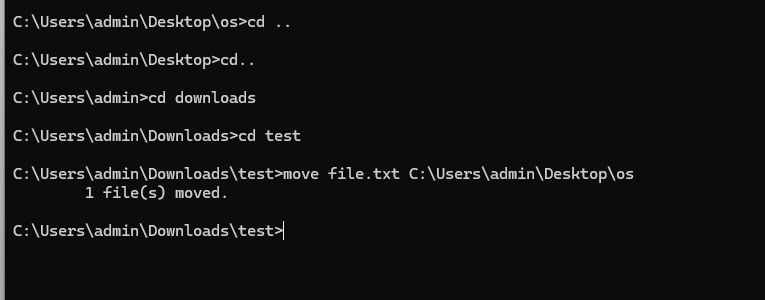 C:\Users\admin\Desktop\os>cd ..
C:\Users\admin\Desktop>cd..
C:\Users\admin>cd downloads
C:\Users\admin\Downloads>cd test
C:\Users\admin\Downloads\test>move file.txt C:\Users\admin\Desktop\os
        1 file(s) moved.
C:\Users\admin\Downloads\test>